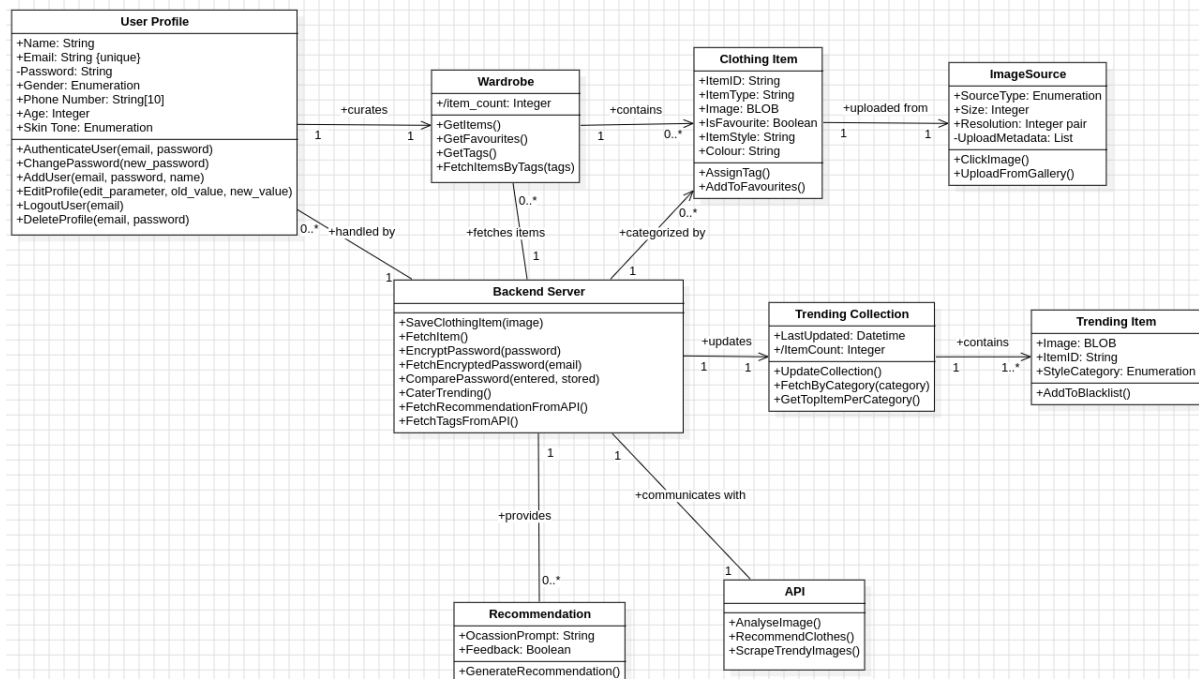 User Profile
+Name: String
+Email: String {unique}
-Password: String
+Gender: Enumeration
+Phone Number: String[10]
+Age: Integer
+Skin Tone: Enumeration
+AuthenticateUser(email, password)
+ChangePassword(new_password)
+AddUser(email, password, name)
+EditProfile(edit_parameter, old_value, new_value)
+LogoutUser(email)
+DeleteProfile(email, password)
+curates
1
1
Wardrobe
+/item_count: Integer
+GetItems()
+GetFavourites()
+GetTags()
+FetchItemsByTags(tags)
+contains
1
0..*
Clothing Item
+ItemID: String
+ItemType: String
+Image: BLOB
+IsFavourite: Boolean
+ItemStyle: String
+Colour: String
+AssignTag()
+AddToFavourites()
+uploaded from
1
1
ImageSource
+SourceType: Enumeration
+Size: Integer
+Resolution: Integer pair
-UploadMetadata: List
+ClickImage()
+UploadFromGallery()
0..*
+handled by
1
0..*
+fetches items
1
0..*
+categorized by
1
Backend Server
+SaveClothingItem(image)
+FetchItem()
+EncryptPassword(password)
+FetchEncryptedPassword(email)
+ComparePassword(entered, stored)
+CaterTrending()
+FetchRecommendationFromAPI()
+FetchTagsFromAPI()
+updates
1
1
Trending Collection
+LastUpdated: Datetime
+/ItemCount: Integer
+UpdateCollection()
+FetchByCategory(category)
+GetTopItemPerCategory()
+contains
1
1..*
Trending Item
+Image: BLOB
+ItemID: String
+StyleCategory: Enumeration
+AddToBlacklist()
1
+provides
0..*
1
+communicates with
1
Recommendation
+OcassionPrompt: String
+Feedback: Boolean
+GenerateRecommendation()
API
+AnalyseImage()
+RecommendClothes()
+ScrapeTrendyImages()